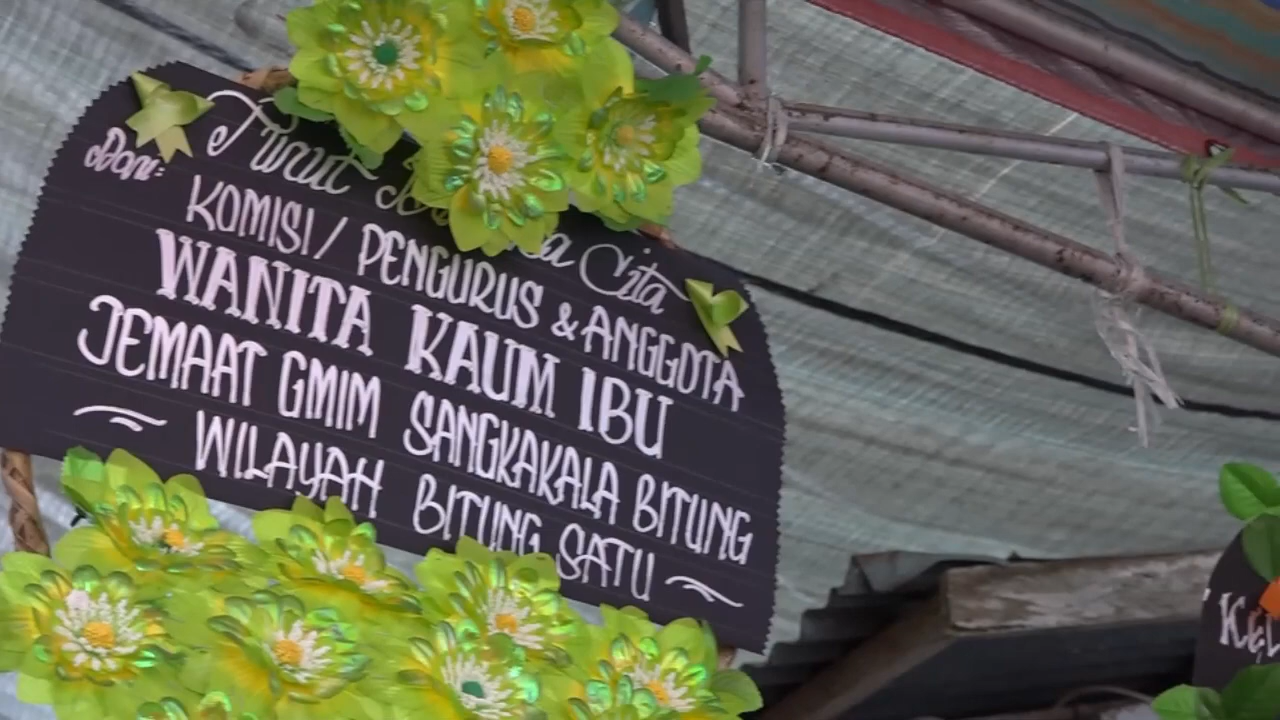 Turut Cita
Dari:
KOMISI / PENGURUS & ANGGOTA
WANITA KAUM IBU
JEMAAT GMIM SANGKAKALA BITUNG
WILAYAH BITUNG SATU